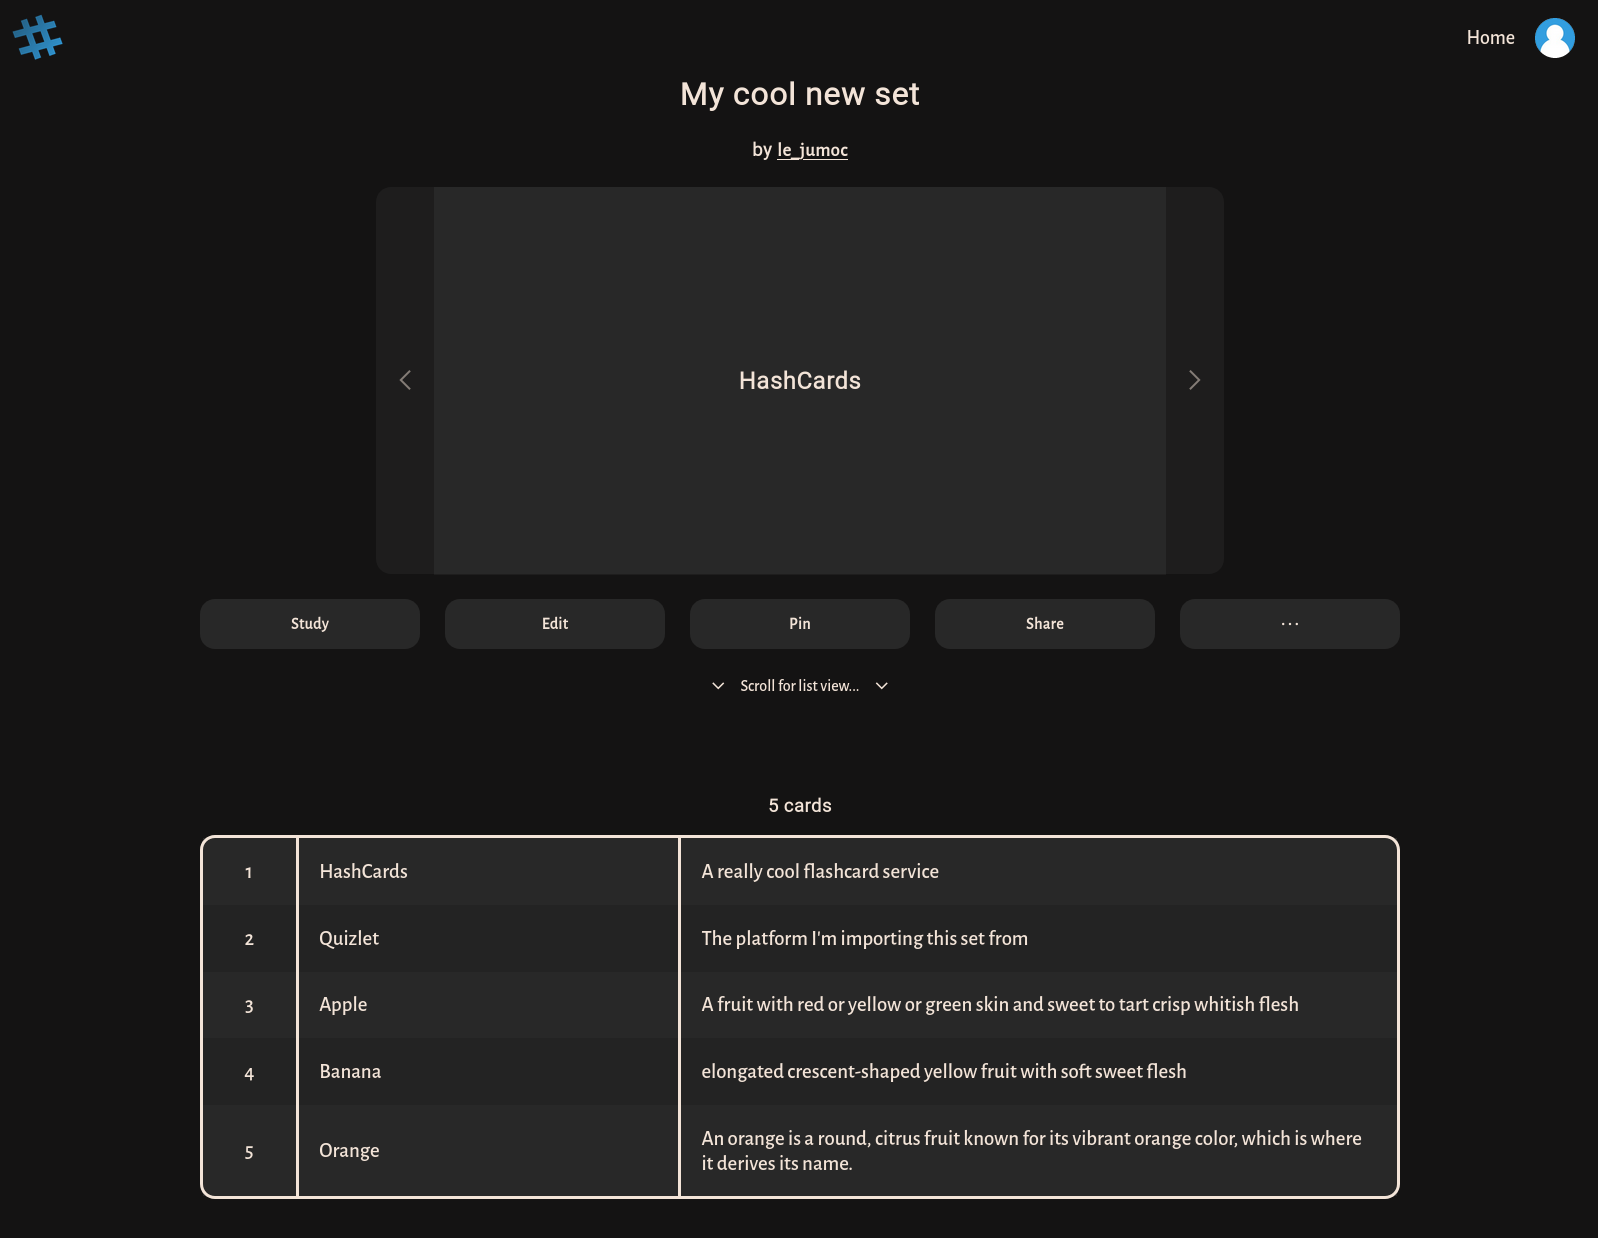 Home
My cool new set
by le_jumoc
HashCards
Study
Edit
Pin
Share
...
Scroll for list view...
5 cards
1 HashCards A really cool flashcard service
2 Quizlet The platform I'm importing this set from
3 Apple A fruit with red or yellow or green skin and sweet to tart crisp whitish flesh
4 Banana elongated crescent-shaped yellow fruit with soft sweet flesh
5 Orange An orange is a round, citrus fruit known for its vibrant orange color, which is where
it derives its name.